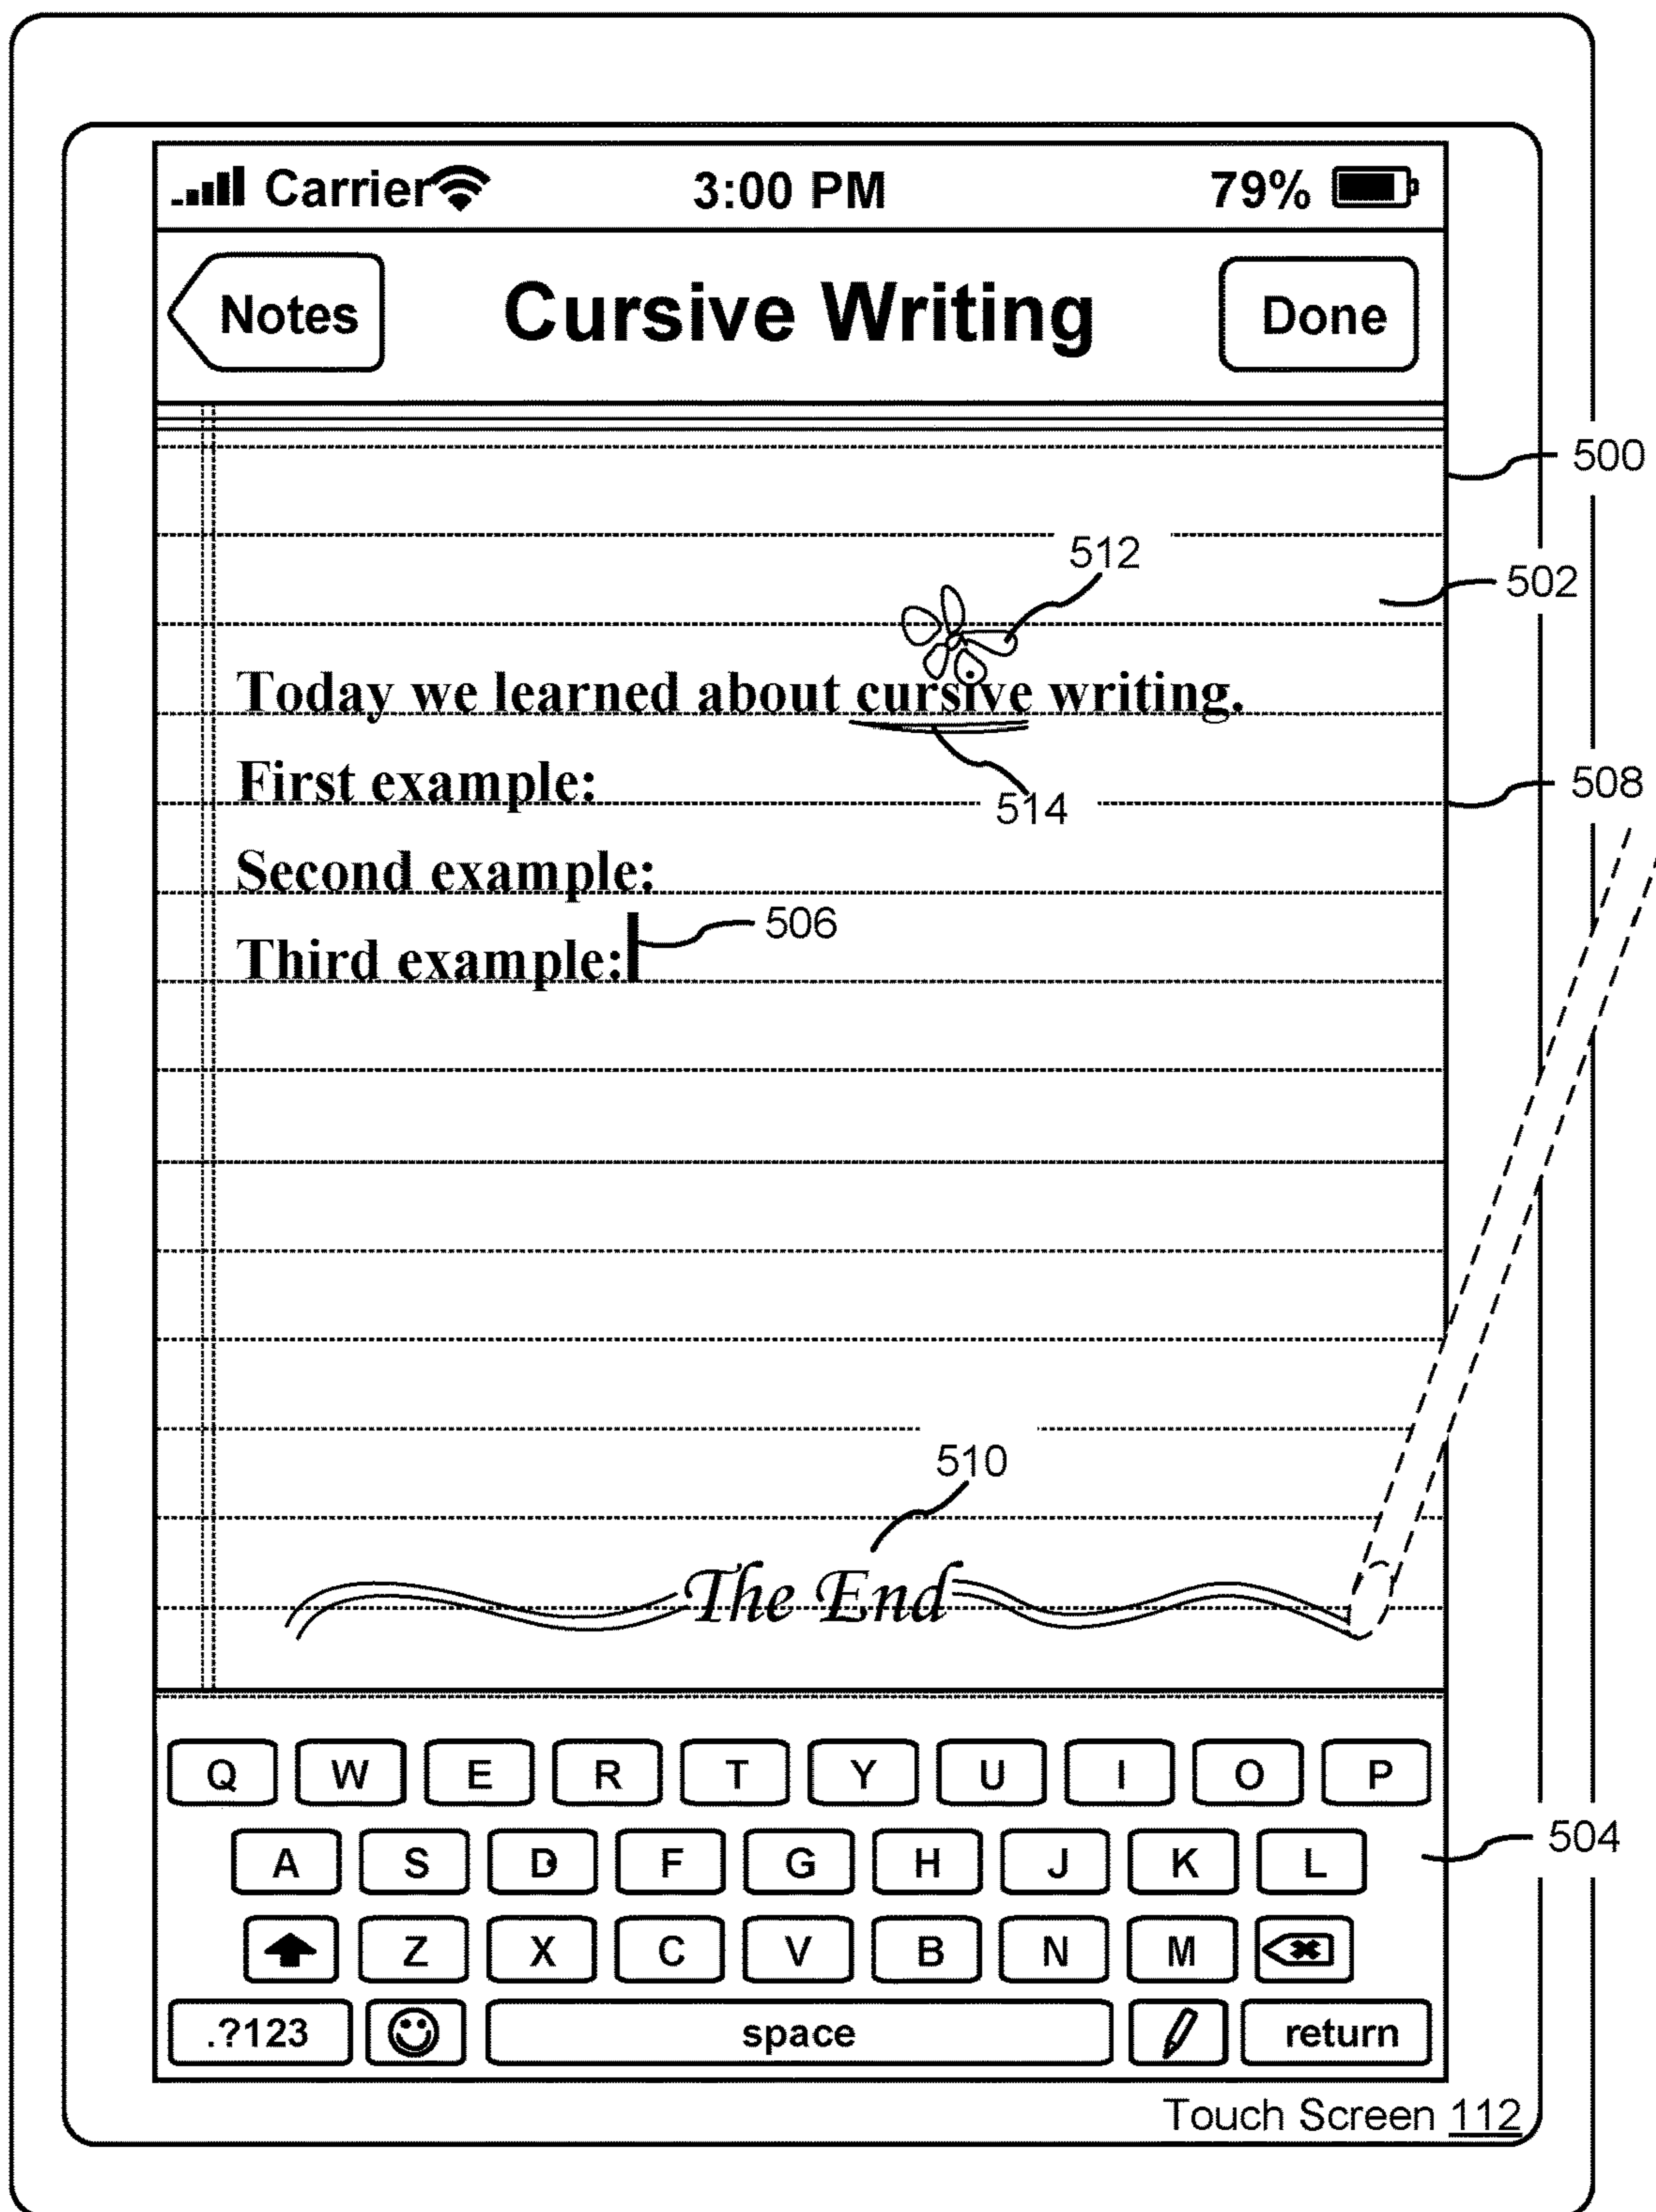 Carrier 3:00 PM 79%
Notes Cursive Writing Done
500
512
502
Today we learned about cursive writing.
First example:
514
508
Second example:
Third example:
506
510
The End
Q W E R T Y U I O P
A S D F G H J K L
504
Z X C V B N M
.?123 space return
Touch Screen 112